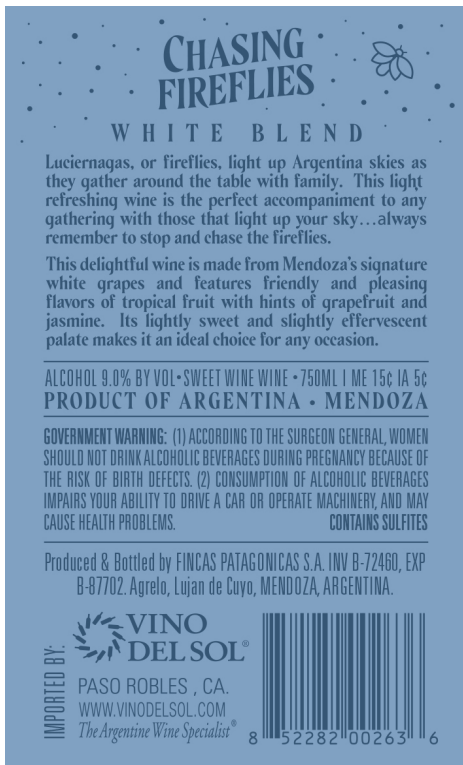 CHASING
FIREFLIES
WHITE BLEND
Luciernagas, or fireflies, light up Argentina skies as
they gather around the table with family. This light
refreshing wine is the perfect accompaniment to any
gathering with those that light up your sky...always
remember to stop and chase the fireflies.
This delightful wine is made from Mendoza's signature
white grapes and features friendly and pleasing
flavors of tropical fruit with hints of grapefruit and
jasmine. Its lightly sweet and slightly effervescent
palate makes it an ideal choice for any occasion.
ALCOHOL 9.0% BY VOL•SWEET WINE WINE •750ML I ME 15¢ IA 5¢
PRODUCT OF ARGENTINA • MENDOZA
GOVERNMENT WARNING: (1) ACCORDING TO THE SURGEON GENERAL, WOMEN
SHOULD NOT DRINK ALCOHOLIC BEVERAGES DURING PREGNANCY BECAUSE OF
THE RISK OF BIRTH DEFECTS. (2) CONSUMPTION OF ALCOHOLIC BEVERAGES
IMPAIRS YOUR ABILITY TO DRIVE A CAR OR OPERATE MACHINERY, AND MAY
CAUSE HEALTH PROBLEMS. CONTAINS SULFITES
Produced & Bottled by FINCAS PATAGONICAS S.A. INV B-72460, EXP
B-87702. Agrelo, Lujan de Cuyo, MENDOZA, ARGENTINA.
IMPORTED BY:
VINO
DEL SOL®
PASO ROBLES , CA.
WWW.VINODELSOL.COM
The Argentine Wine Specialist®
8 52282 00263 6